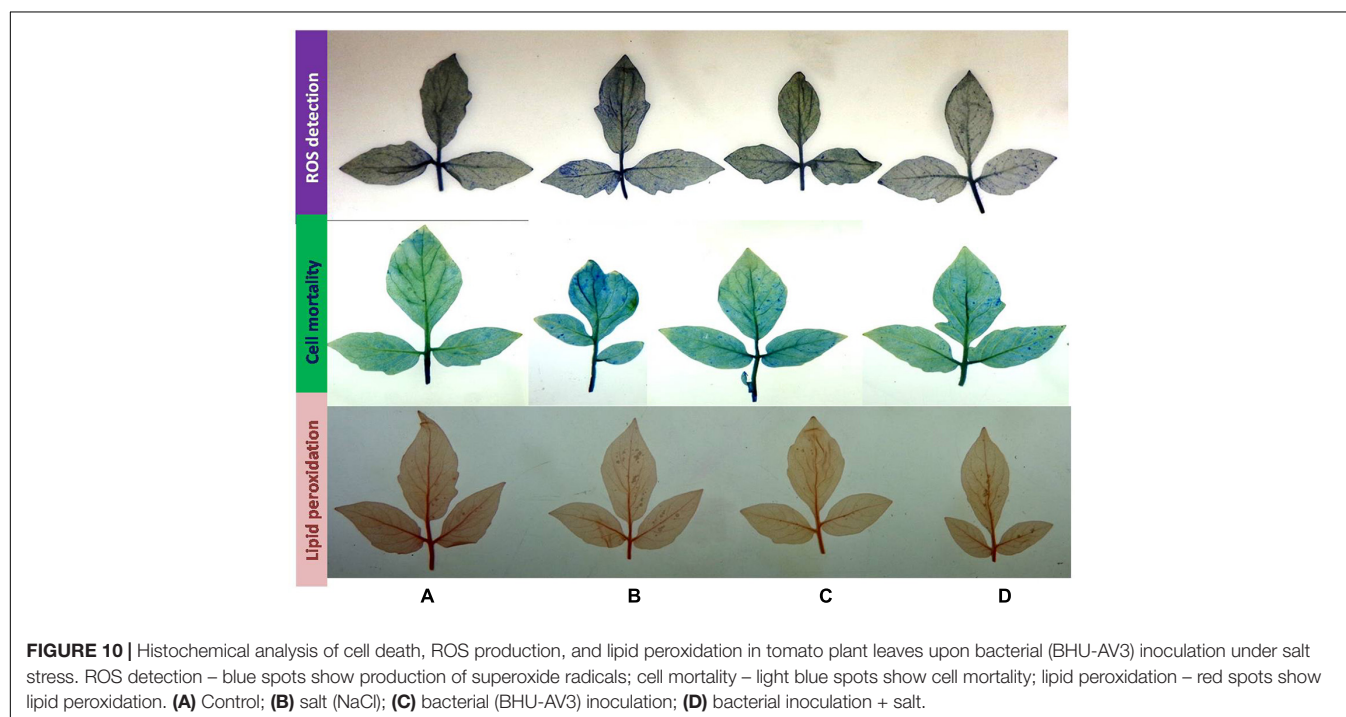 ROS detection
Cell mortality
Lipid peroxidation
A B C D
FIGURE 10 | Histochemical analysis of cell death, ROS production, and lipid peroxidation in tomato plant leaves upon bacterial (BHU-AV3) inoculation under salt
stress. ROS detection – blue spots show production of superoxide radicals; cell mortality – light blue spots show cell mortality; lipid peroxidation – red spots show
lipid peroxidation. (A) Control; (B) salt (NaCl); (C) bacterial (BHU-AV3) inoculation; (D) bacterial inoculation + salt.